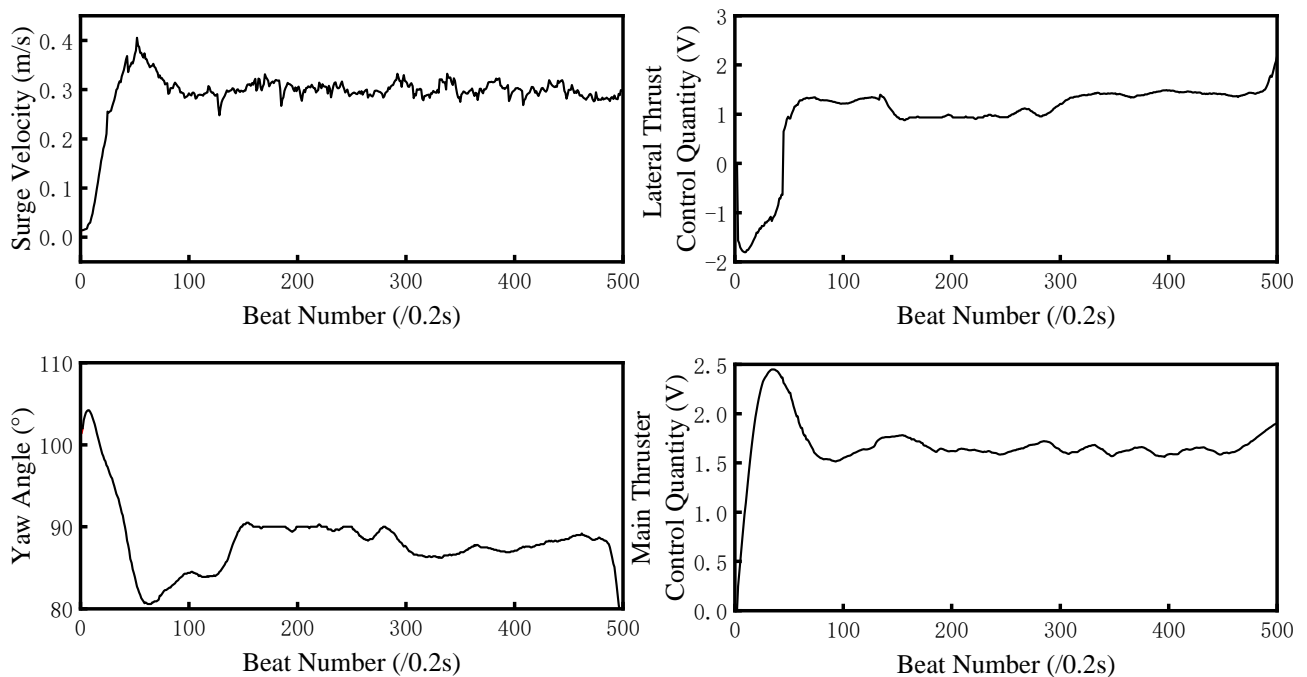 Surge Velocity (m/s)
0.4
0.3
0.2
0.1
0.0
0 100 200 300 400 500
Beat Number (/0.2s)
Lateral Thrust
Control Quantity (V)
3
2
1
0
−1
−2
0 100 200 300 400 500
Beat Number (/0.2s)
Yaw Angle (°)
110
100
90
80
0 100 200 300 400 500
Beat Number (/0.2s)
Main Thruster
Control Quantity (V)
2.5
2.0
1.5
1.0
0.5
0.0
0 100 200 300 400 500
Beat Number (/0.2s)